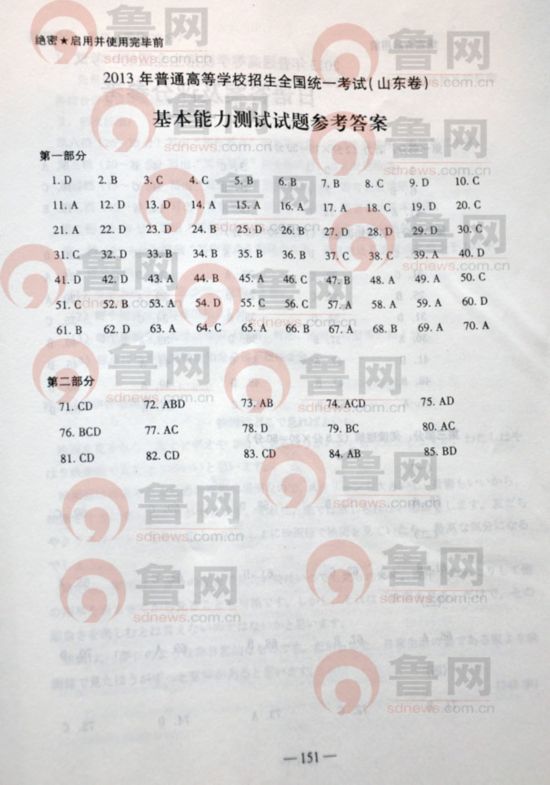 绝密★启用并使用完毕前
2013 年普通高等学校招生全国统一考试(山东卷)
基本能力测试试题参考答案
第一部分
1. D 2. B 3. C 4. C 5. B 6. B 7. B 8. C 9. D 10. C
11. A 12. D 13. D 14. A 15. A 16. A 17. A 18. C 19. D 20. C
21. A 22. D 23. D 24. B 25. D 26. B 27. D 28. D 29. D 30. C
31. C 32. D 33. B 34. B 35. B 36. B 37. C 38. C 39. A 40. D
41. D 42. D 43. A 44. B 45. A 46. C 47. B 48. A 49. A 50. C
51. C 52. B 53. A 54. D 55. C 56. C 57. A 58. A 59. A 60. D
61. B 62. D 63. A 64. C 65. A 66. B 67. A 68. B 69. A 70. A
第二部分
71. CD 72. ABD 73. AB 74. ACD 75. AD
76. BCD 77. AC 78. D 79. BC 80. AC
81. CD 82. CD 83. CD 84. AB 85. BD
—151—
鲁网
sdnews.com.cn